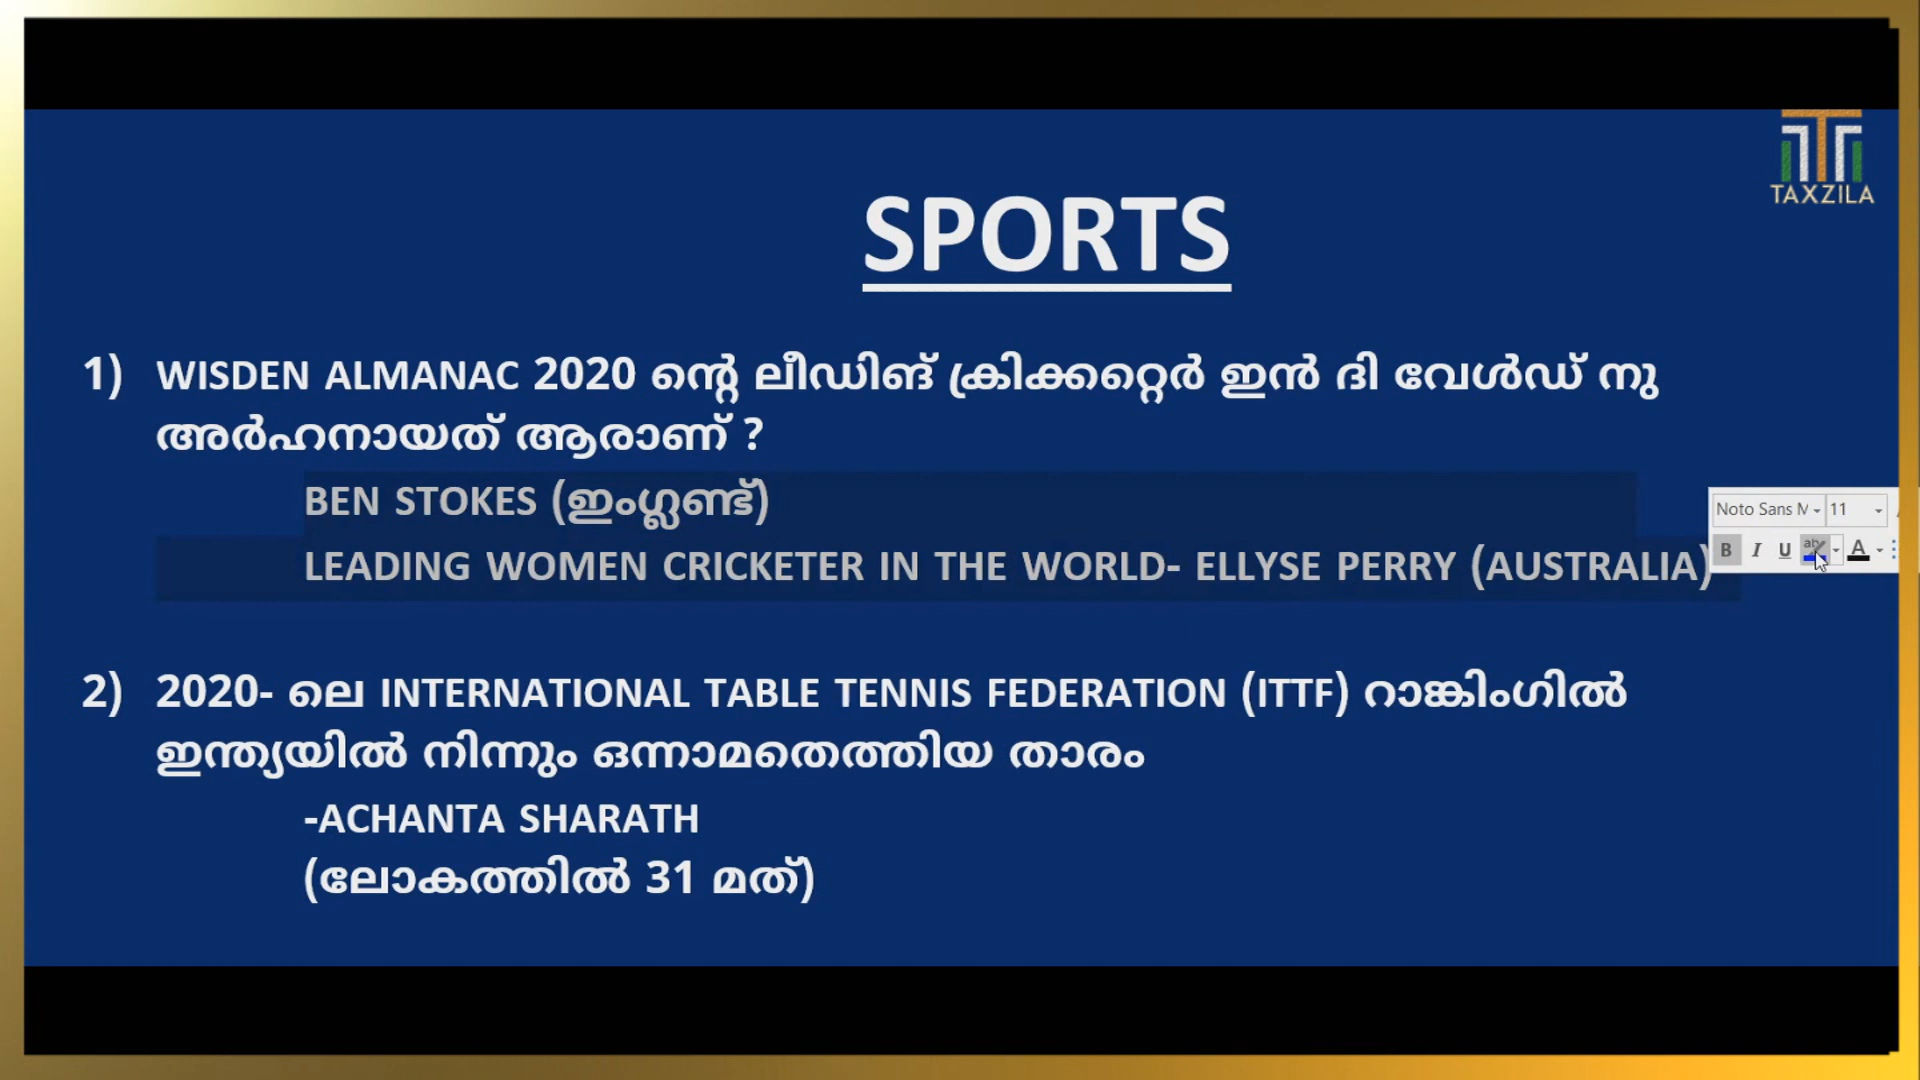 TAXZILA
SPORTS
1) WISDEN ALMANAC 2020 ന്റെ ലീഡിങ് ക്രിക്കറ്റെർ ഇൻ ദി വേൾഡ് നു
അർഹനായത് ആരാണ് ?
BEN STOKES (ഇംഗ്ലണ്ട്)
LEADING WOMEN CRICKETER IN THE WORLD- ELLYSE PERRY (AUSTRALIA)
Noto Sans M 11
B I U ab A
2) 2020- ലെ INTERNATIONAL TABLE TENNIS FEDERATION (ITTF) റാങ്കിംഗിൽ
ഇന്ത്യയിൽ നിന്നും ഒന്നാമതെത്തിയ താരം
-ACHANTA SHARATH
(ലോകത്തിൽ 31 മത്)